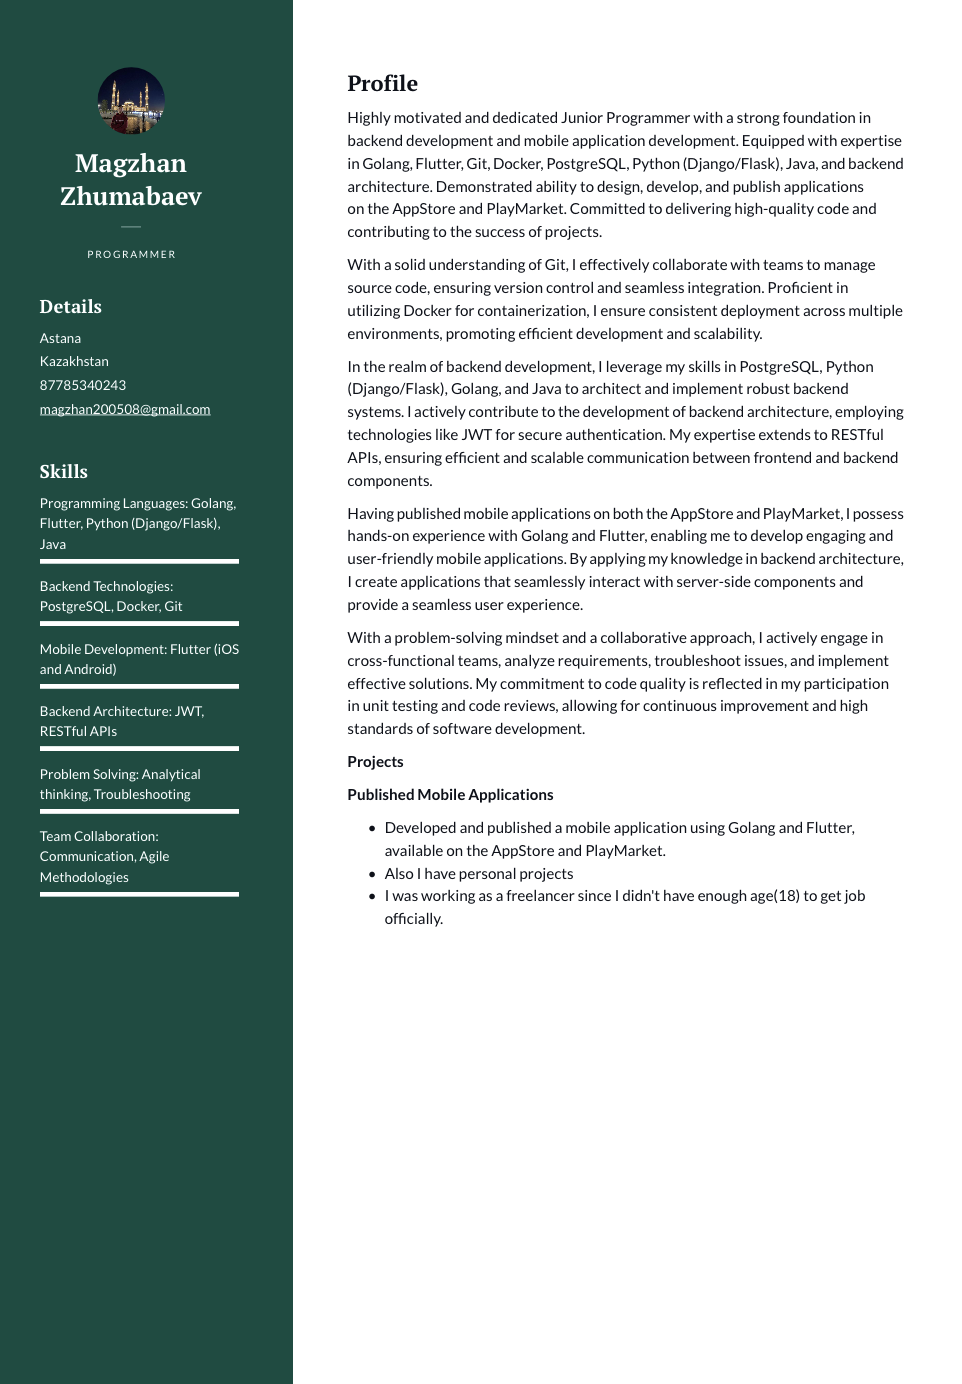 Magzhan
Zhumabaev
PROGRAMMER
Details
Astana
Kazakhstan
87785340243
magzhan200508@gmail.com
Skills
Programming Languages: Golang,
Flutter, Python (Django/Flask),
Java
Backend Technologies:
PostgreSQL, Docker, Git
Mobile Development: Flutter (iOS
and Android)
Backend Architecture: JWT,
RESTful APIs
Problem Solving: Analytical
thinking, Troubleshooting
Team Collaboration:
Communication, Agile
Methodologies
Profile
Highly motivated and dedicated Junior Programmer with a strong foundation in
backend development and mobile application development. Equipped with expertise
in Golang, Flutter, Git, Docker, PostgreSQL, Python (Django/Flask), Java, and backend
architecture. Demonstrated ability to design, develop, and publish applications
on the AppStore and PlayMarket. Committed to delivering high-quality code and
contributing to the success of projects.
With a solid understanding of Git, I effectively collaborate with teams to manage
source code, ensuring version control and seamless integration. Proficient in
utilizing Docker for containerization, I ensure consistent deployment across multiple
environments, promoting efficient development and scalability.
In the realm of backend development, I leverage my skills in PostgreSQL, Python
(Django/Flask), Golang, and Java to architect and implement robust backend
systems. I actively contribute to the development of backend architecture, employing
technologies like JWT for secure authentication. My expertise extends to RESTful
APIs, ensuring efficient and scalable communication between frontend and backend
components.
Having published mobile applications on both the AppStore and PlayMarket, I possess
hands-on experience with Golang and Flutter, enabling me to develop engaging and
user-friendly mobile applications. By applying my knowledge in backend architecture,
I create applications that seamlessly interact with server-side components and
provide a seamless user experience.
With a problem-solving mindset and a collaborative approach, I actively engage in
cross-functional teams, analyze requirements, troubleshoot issues, and implement
effective solutions. My commitment to code quality is reflected in my participation
in unit testing and code reviews, allowing for continuous improvement and high
standards of software development.
Projects
Published Mobile Applications
• Developed and published a mobile application using Golang and Flutter,
available on the AppStore and PlayMarket.
• Also I have personal projects
• I was working as a freelancer since I didn't have enough age(18) to get job
officially.